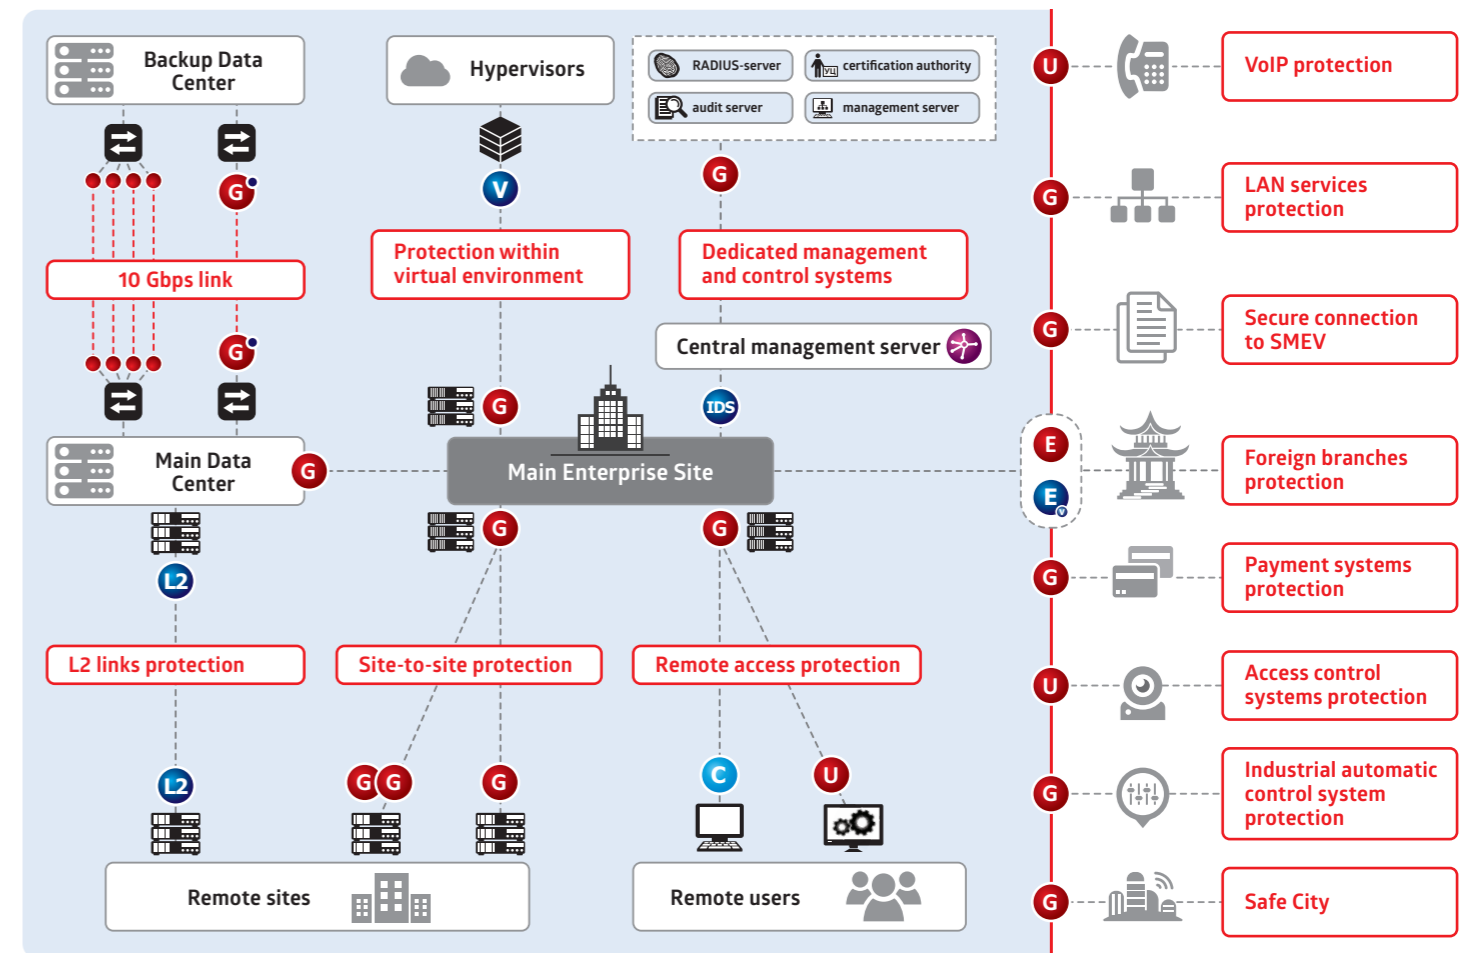 Backup Data
Center
Hypervisors
RADIUS-server
УЦ
certification authority
audit server
management server
G
V
G
10 Gbps link
Protection within
virtual environment
Dedicated management
and control systems
G
Central management server
G
IDS
Main Data
Center
G
Main Enterprise Site
G
G
L2
L2 links protection
Site-to-site protection
Remote access protection
L2
G
G
G
C
U
Remote sites
Remote users
U
VoIP protection
G
LAN services
protection
G
Secure connection
to SMEV
E
E
V
Foreign branches
protection
G
Payment systems
protection
U
Access control
systems protection
G
Industrial automatic
control system
protection
G
Safe City